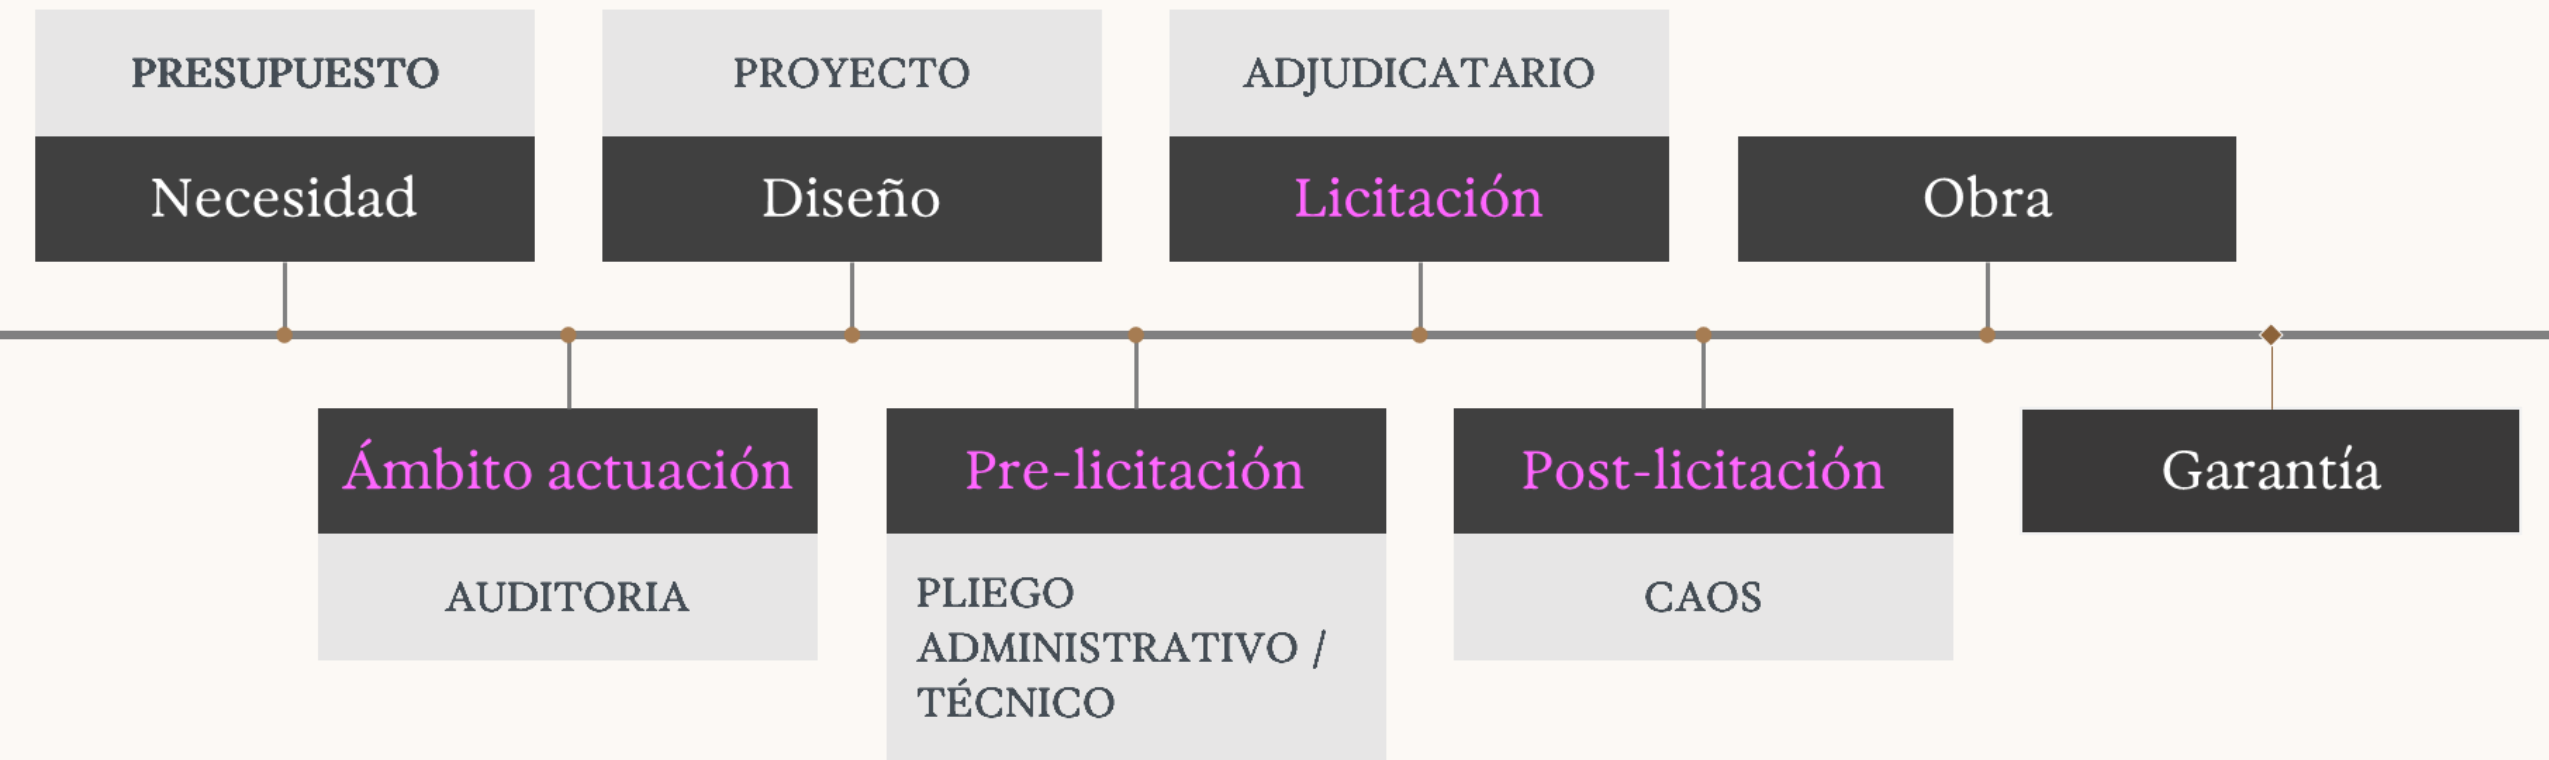 PRESUPUESTO
Necesidad
PROYECTO
Diseño
ADJUDICATARIO
Licitación
Obra
Ámbito actuación
AUDITORIA
Pre-licitación
PLIEGO
ADMINISTRATIVO /
TÉCNICO
Post-licitación
CAOS
Garantía